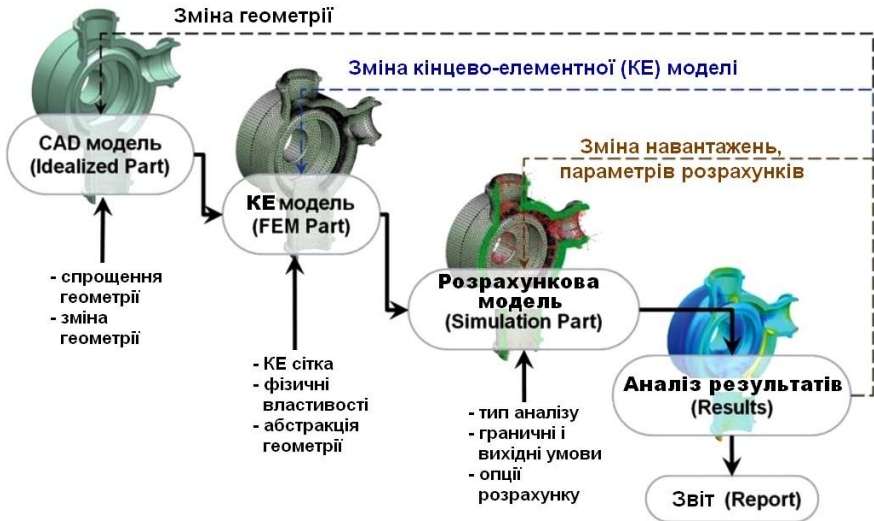 Зміна геометрії
Зміна кінцево-елементної (КЕ) моделі
Зміна навантажень,
параметрів розрахунків
CAD модель
(Idealized Part)
- спрощення
геометрії
- зміна
геометрії
КЕ модель
(FEM Part)
- КЕ сітка
- фізичні
властивості
- абстракція
геометрії
Розрахункова
модель
(Simulation Part)
- тип аналізу
- граничні і
вихідні умови
- опції
розрахунку
Аналіз результатів
(Results)
Звіт (Report)